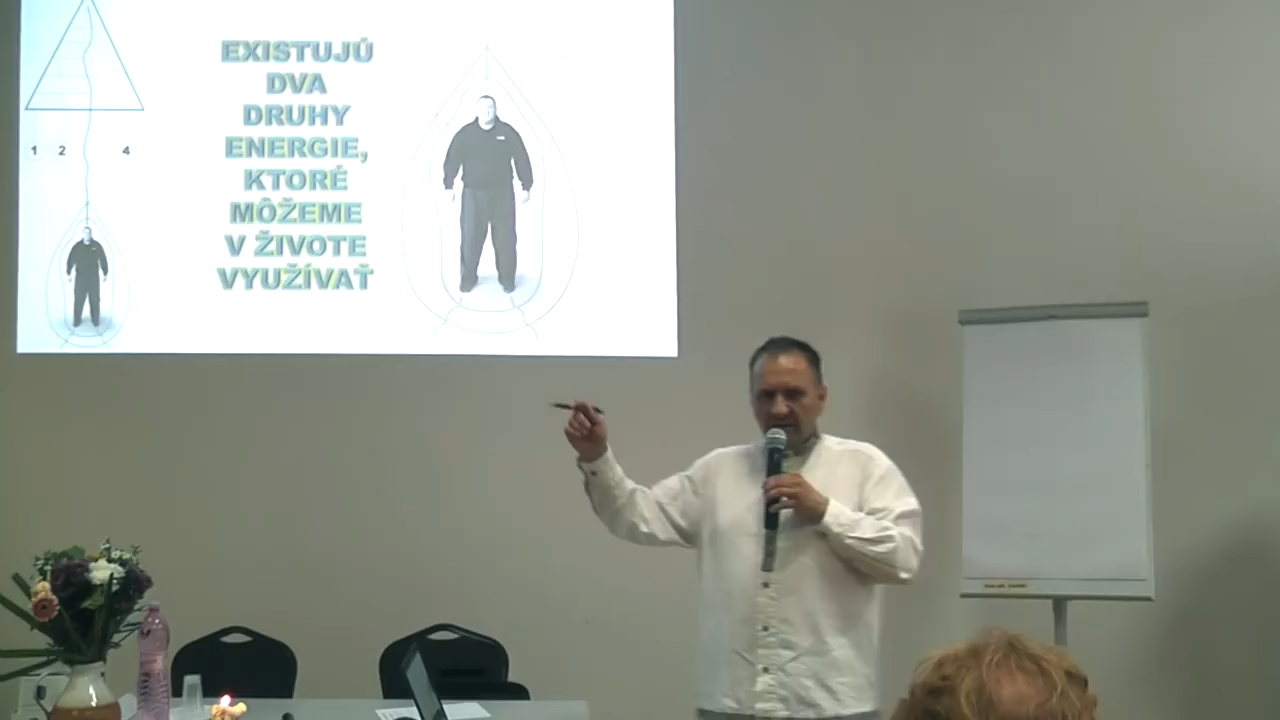 EXISTUJÚ
DVA
DRUHY
ENERGIE,
KTORÉ
MÔŽEME
V ŽIVOTE
VYUŽÍVAŤ
1 2 4